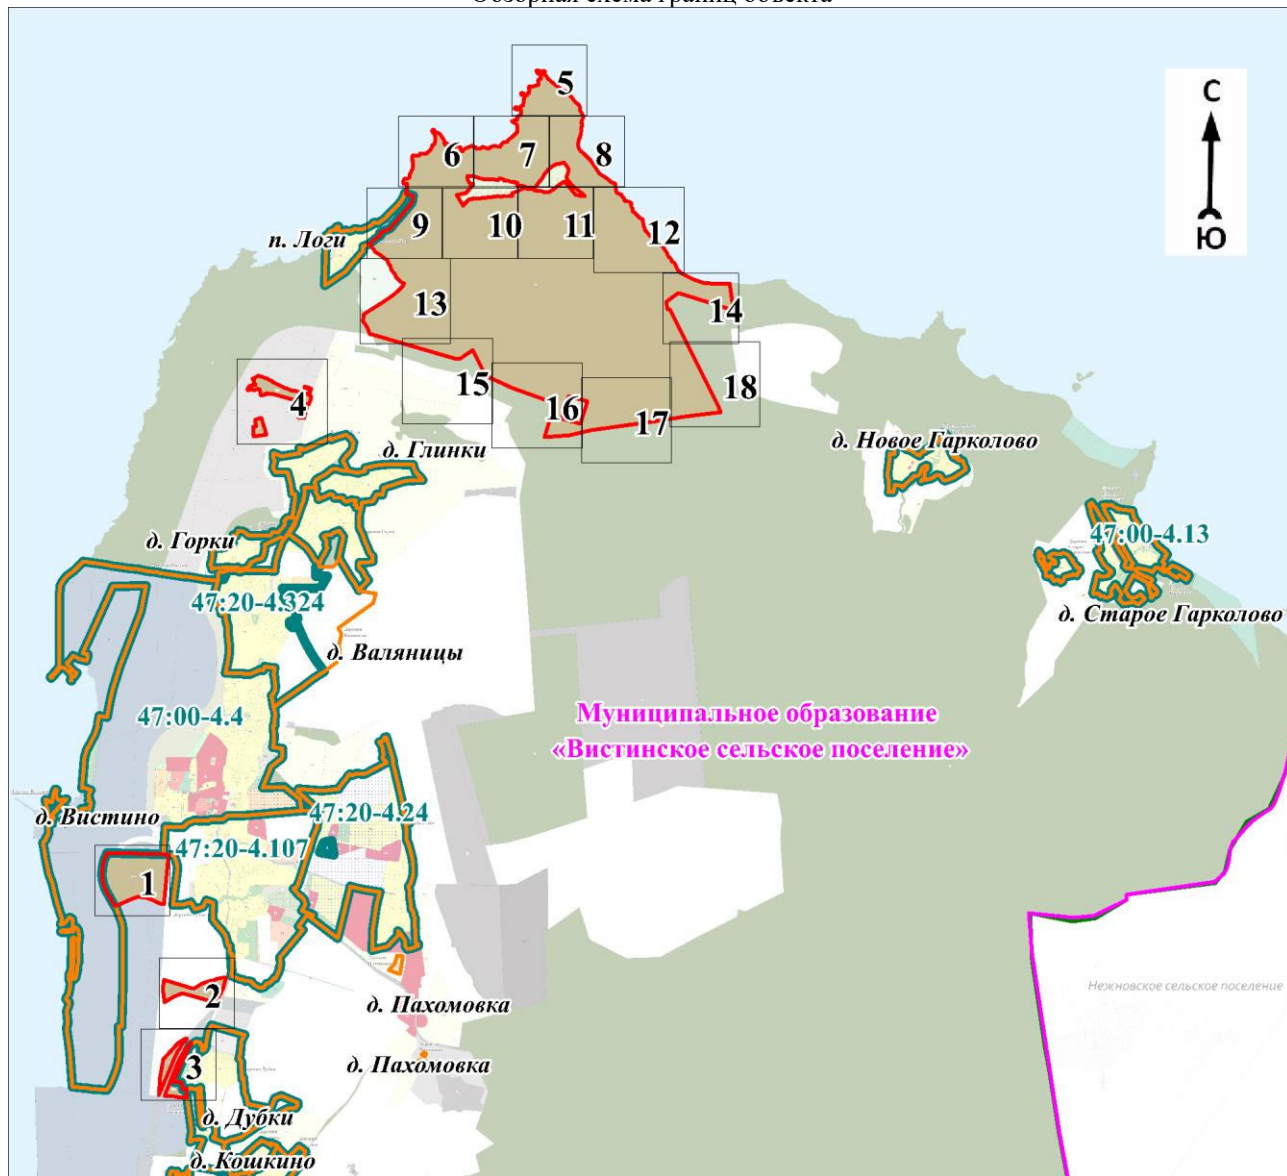 Обзорная схема границ объекта
С
Ю
5
6
7
8
9
10
11
12
п. Логи
13
14
15
16
17
18
4
д. Глинки
д. Новое Гарколово
д. Горки
47:00-4.13
47:20-4.324
д. Старое Гарколово
д. Валяницы
47:00-4.4
Муниципальное образование
«Вистинское сельское поселение»
д. Вистино
47:20-4.24
47:20-4.107
1
2
Нежновское сельское поселение
д. Пахомовка
3
д. Пахомовка
д. Дубки
д. Кошкино